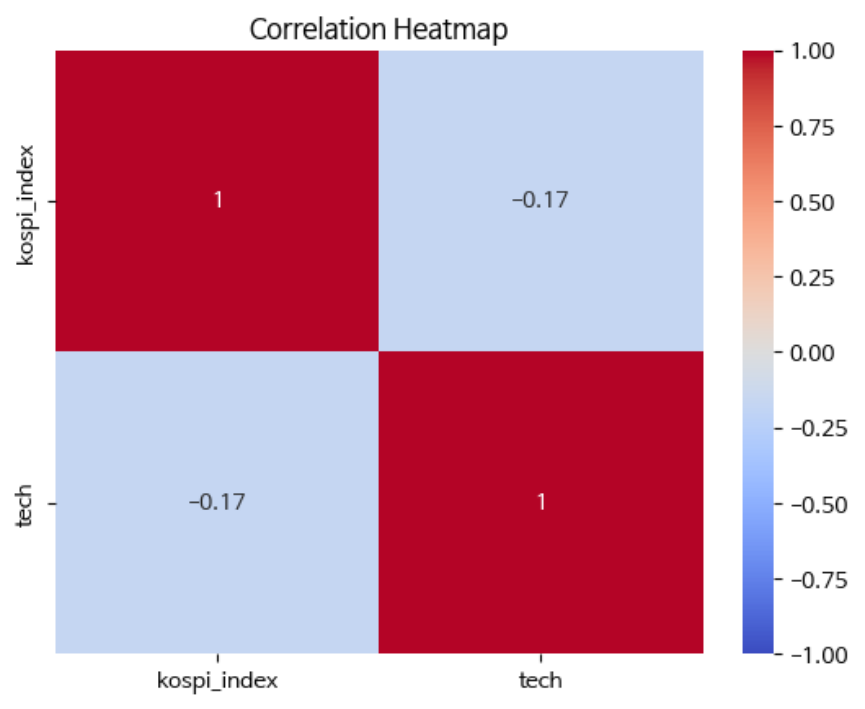 Correlation Heatmap
kospi_index
tech
1
−0.17
−0.17
1
kospi_index
tech
1.00
0.75
0.50
0.25
0.00
−0.25
−0.50
−0.75
−1.00